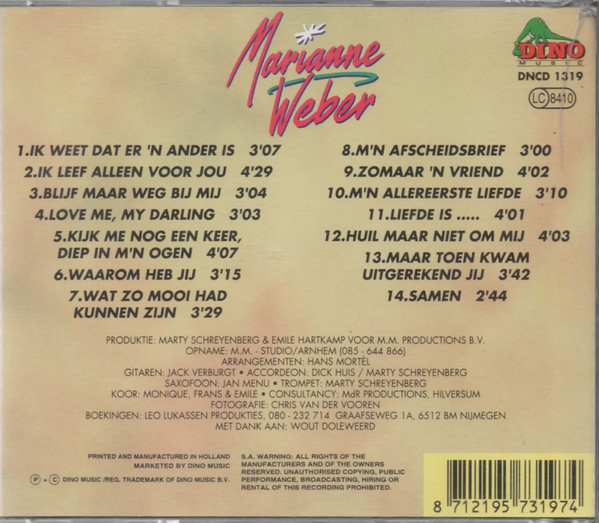 Marianne
Weber
DINO
MUSIC
DNCD 1319
LC 8410
1.IK WEET DAT ER 'N ANDER IS 3'07
2.IK LEEF ALLEEN VOOR JOU 4'29
3.BLIJF MAAR WEG BIJ MIJ 3'04
4.LOVE ME, MY DARLING 3'03
5.KIJK ME NOG EEN KEER,
DIEP IN M'N OGEN 4'07
6.WAAROM HEB JIJ 3'15
7.WAT ZO MOOI HAD
KUNNEN ZIJN 3'29
8.M'N AFSCHEIDSBRIEF 3'00
9.ZOMAAR 'N VRIEND 4'02
10.M'N ALLEREERSTE LIEFDE 3'10
11.LIEFDE IS ..... 4'01
12.HUIL MAAR NIET OM MIJ 4'03
13.MAAR TOEN KWAM
UITGEREKEND JIJ 3'42
14.SAMEN 2'44
PRODUKTIE: MARTY SCHREYENBERG & EMILE HARTKAMP VOOR M.M. PRODUCTIONS B.V.
OPNAME: M.M. - STUDIO/ARNHEM (085 - 644 866)
ARRANGEMENTEN: HANS MORTÈL
GITAREN: JACK VERBURGT • ACCORDEON: DICK HUIS / MARTY SCHREYENBERG
SAXOFOON: JAN MENU • TROMPET: MARTY SCHREYENBERG
KOOR: MONIQUE, FRANS & EMILE • CONSULTANCY: MdR PRODUCTIONS, HILVERSUM
FOTOGRAFIE: CHRIS VAN DER VOOREN
BOEKINGEN: LEO LUKASSEN PRODUKTIES, 080 - 232 714 GRAAFSEWEG 1A, 6512 BM NIJMEGEN
MET DANK AAN: WOUT DOLEWEERD
PRINTED AND MANUFACTURED IN HOLLAND
MARKETED BY DINO MUSIC
Ⓟ + © DINO MUSIC /REG. TRADEMARK OF DINO MUSIC B.V.
S.A. WARNING: ALL RIGHTS OF THE
MANUFACTURERS AND OF THE OWNERS
RESERVED. UNAUTHORISED COPYING, PUBLIC
PERFORMANCE, BROADCASTING, HIRING OR
RENTAL OF THIS RECORDING PROHIBITED.
8 712195 731974